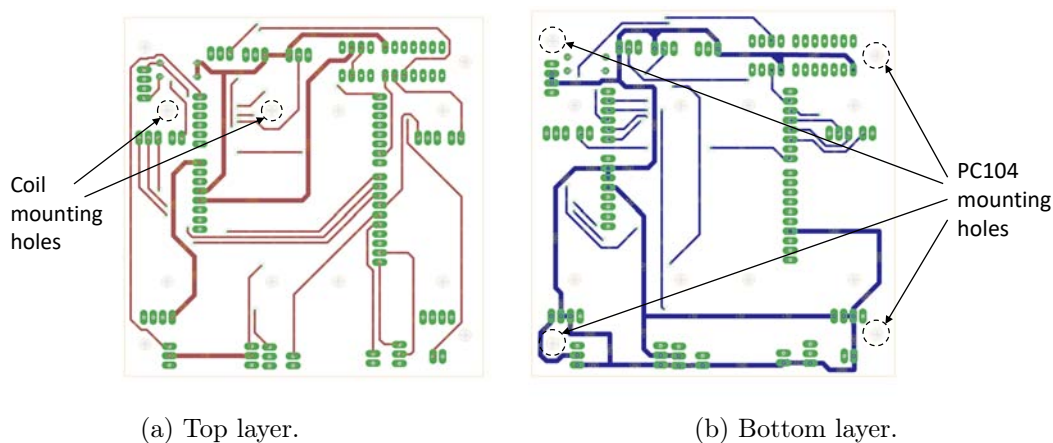 Coil
mounting
holes
PC104
mounting
holes
(a) Top layer.
(b) Bottom layer.